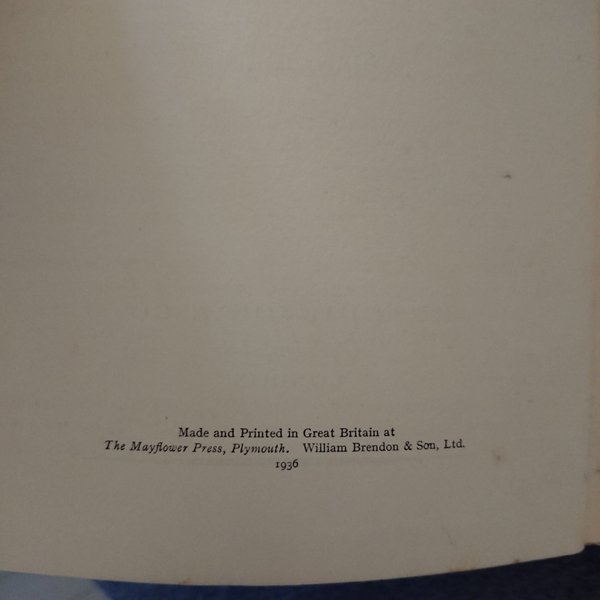 Made and Printed in Great Britain at
The Mayflower Press, Plymouth. William Brendon & Son, Ltd.
1936